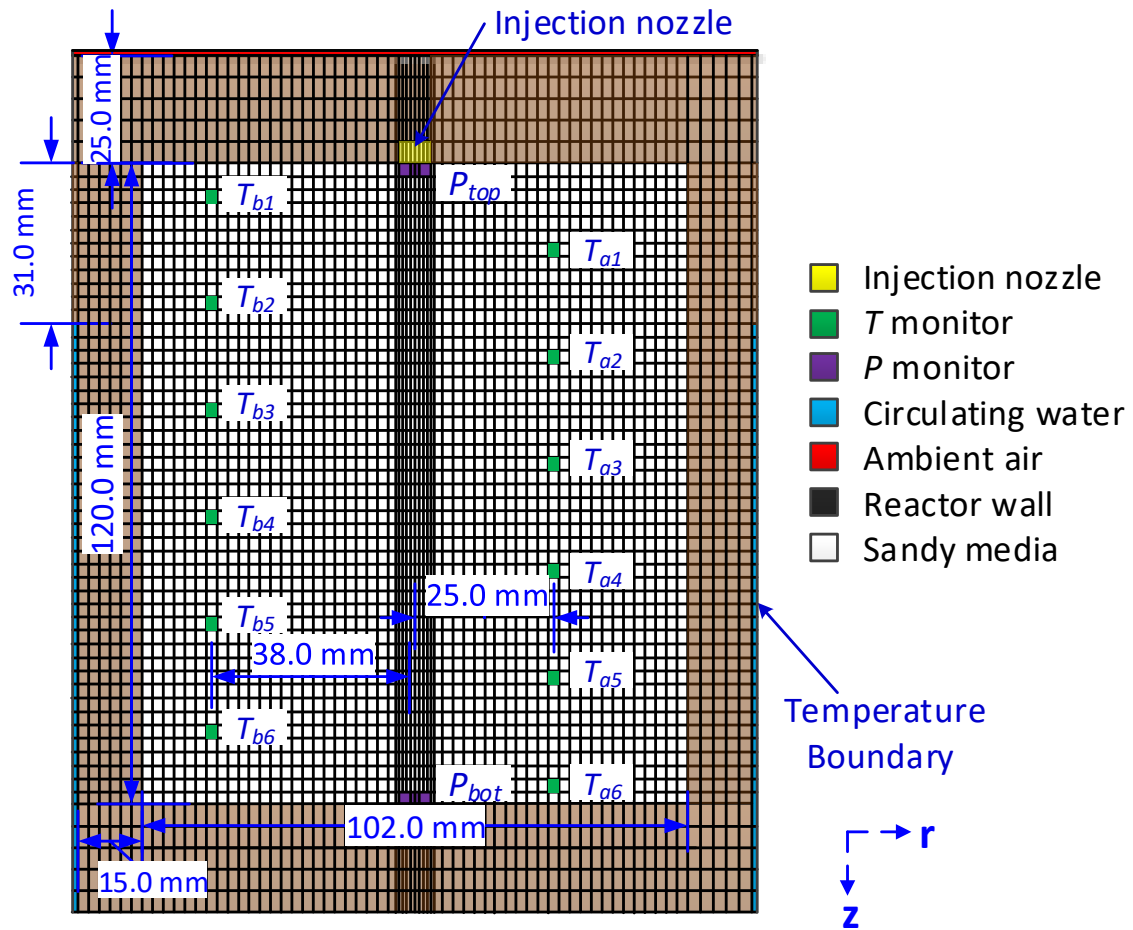 Injection nozzle
25.0 mm
31.0 mm
120.0 mm
P_top
T_b1
T_a1
T_b2
T_a2
T_b3
T_a3
T_b4
T_a4
25.0 mm
T_b5
38.0 mm
T_a5
T_b6
P_bot
T_a6
102.0 mm
15.0 mm
Injection nozzle
T monitor
P monitor
Circulating water
Ambient air
Reactor wall
Sandy media
Temperature
Boundary
r
z